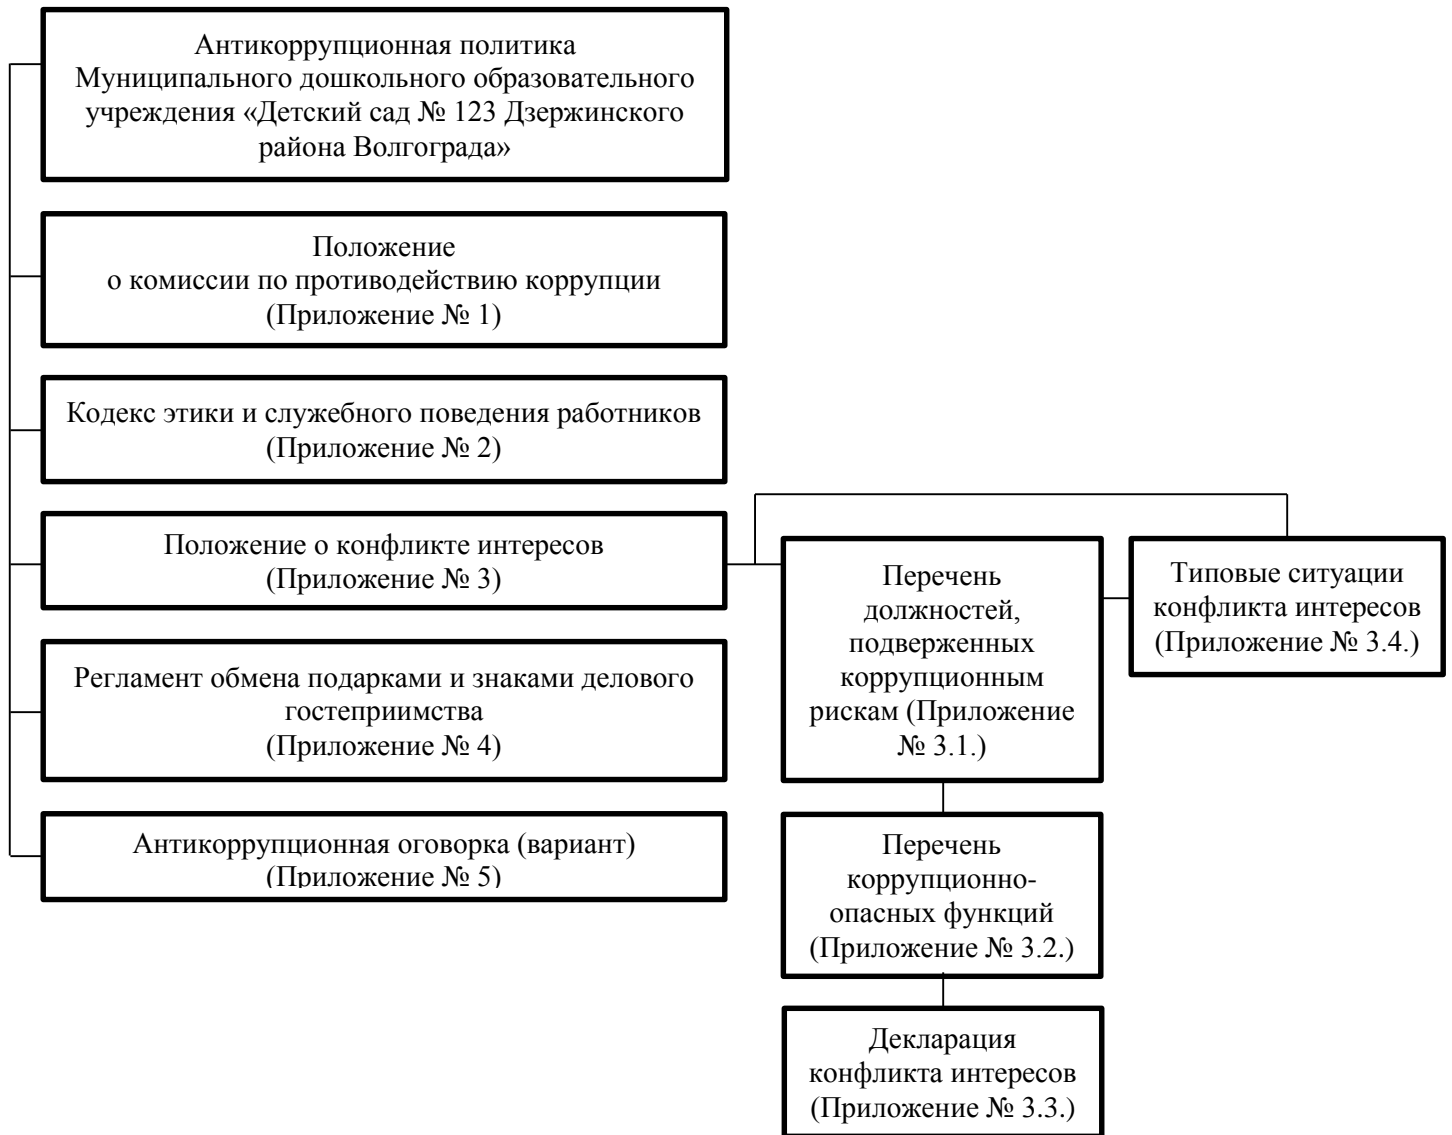 Антикоррупционная политика
Муниципального дошкольного образовательного
учреждения «Детский сад № 123 Дзержинского
района Волгограда»
Положение
о комиссии по противодействию коррупции
(Приложение № 1)
Кодекс этики и служебного поведения работников
(Приложение № 2)
Положение о конфликте интересов
(Приложение № 3)
Регламент обмена подарками и знаками делового
гостеприимства
(Приложение № 4)
Антикоррупционная оговорка (вариант)
(Приложение № 5)
Перечень
должностей,
подверженных
коррупционным
рискам (Приложение
№ 3.1.)
Перечень
коррупционно-
опасных функций
(Приложение № 3.2.)
Декларация
конфликта интересов
(Приложение № 3.3.)
Типовые ситуации
конфликта интересов
(Приложение № 3.4.)